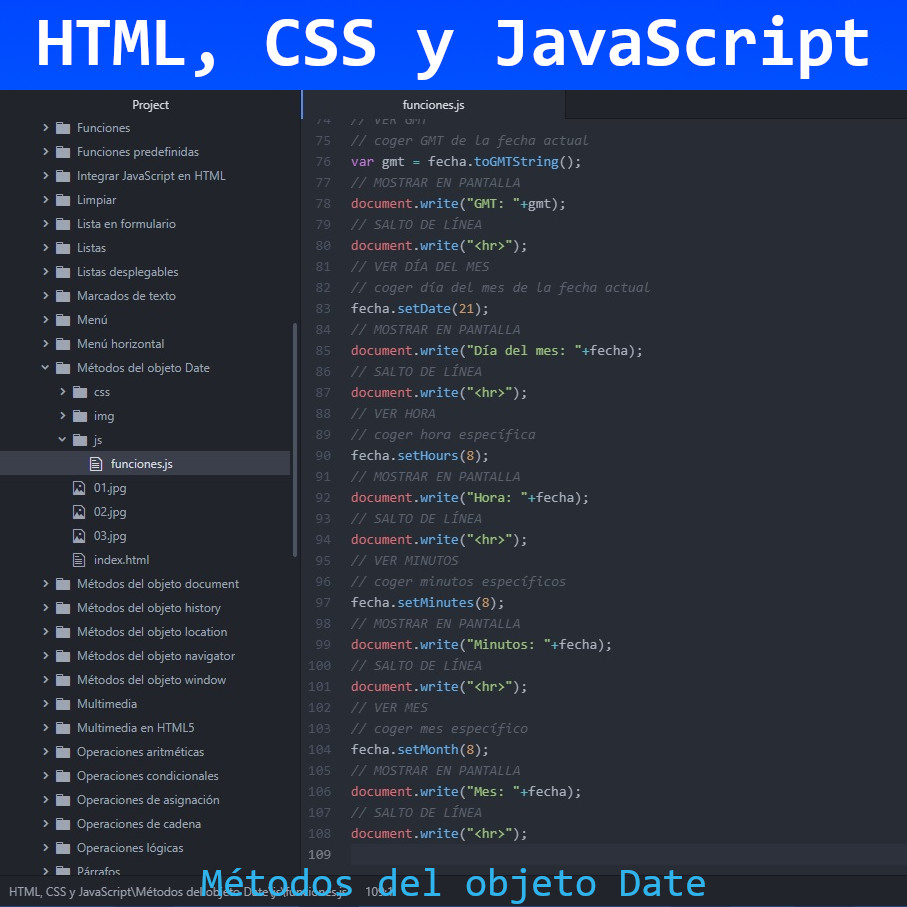 HTML, CSS y JavaScript
Project
Funciones
Funciones predefinidas
Integrar JavaScript en HTML
Limpiar
Lista en formulario
Listas
Listas desplegables
Marcados de texto
Menú
Menú horizontal
Métodos del objeto Date
css
img
js
funciones.js
01.jpg
02.jpg
03.jpg
index.html
Métodos del objeto document
Métodos del objeto history
Métodos del objeto location
Métodos del objeto navigator
Métodos del objeto window
Multimedia
Multimedia en HTML5
Operaciones aritméticas
Operaciones condicionales
Operaciones de asignación
Operaciones de cadena
Operaciones lógicas
Párrafos
funciones.js
74 // VER GMT
75 // coger GMT de la fecha actual
76 var gmt = fecha.toGMTString();
77 // MOSTRAR EN PANTALLA
78 document.write("GMT: "+gmt);
79 // SALTO DE LÍNEA
80 document.write("<hr>");
81 // VER DÍA DEL MES
82 // coger día del mes de la fecha actual
83 fecha.setDate(21);
84 // MOSTRAR EN PANTALLA
85 document.write("Día del mes: "+fecha);
86 // SALTO DE LÍNEA
87 document.write("<hr>");
88 // VER HORA
89 // coger hora específica
90 fecha.setHours(8);
91 // MOSTRAR EN PANTALLA
92 document.write("Hora: "+fecha);
93 // SALTO DE LÍNEA
94 document.write("<hr>");
95 // VER MINUTOS
96 // coger minutos específicos
97 fecha.setMinutes(8);
98 // MOSTRAR EN PANTALLA
99 document.write("Minutos: "+fecha);
100 // SALTO DE LÍNEA
101 document.write("<hr>");
102 // VER MES
103 // coger mes específico
104 fecha.setMonth(8);
105 // MOSTRAR EN PANTALLA
106 document.write("Mes: "+fecha);
107 // SALTO DE LÍNEA
108 document.write("<hr>");
109
HTML, CSS y JavaScript\Métodos del objeto Date\js\funciones.js 109:1
Métodos del objeto Date